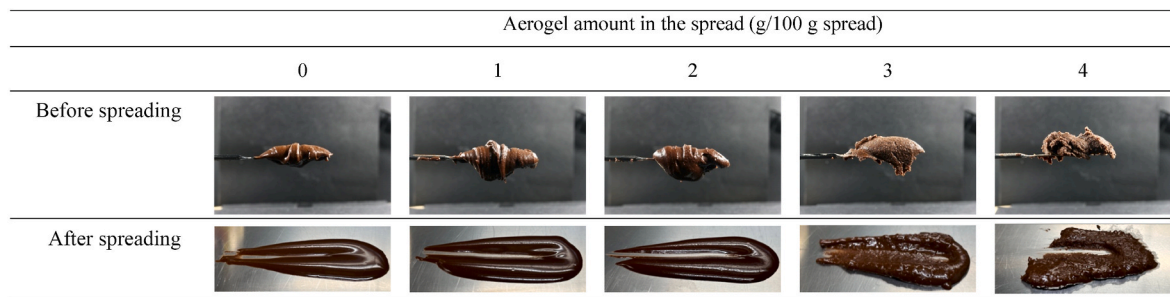 Aerogel amount in the spread (g/100 g spread)
0 1 2 3 4
Before spreading
After spreading